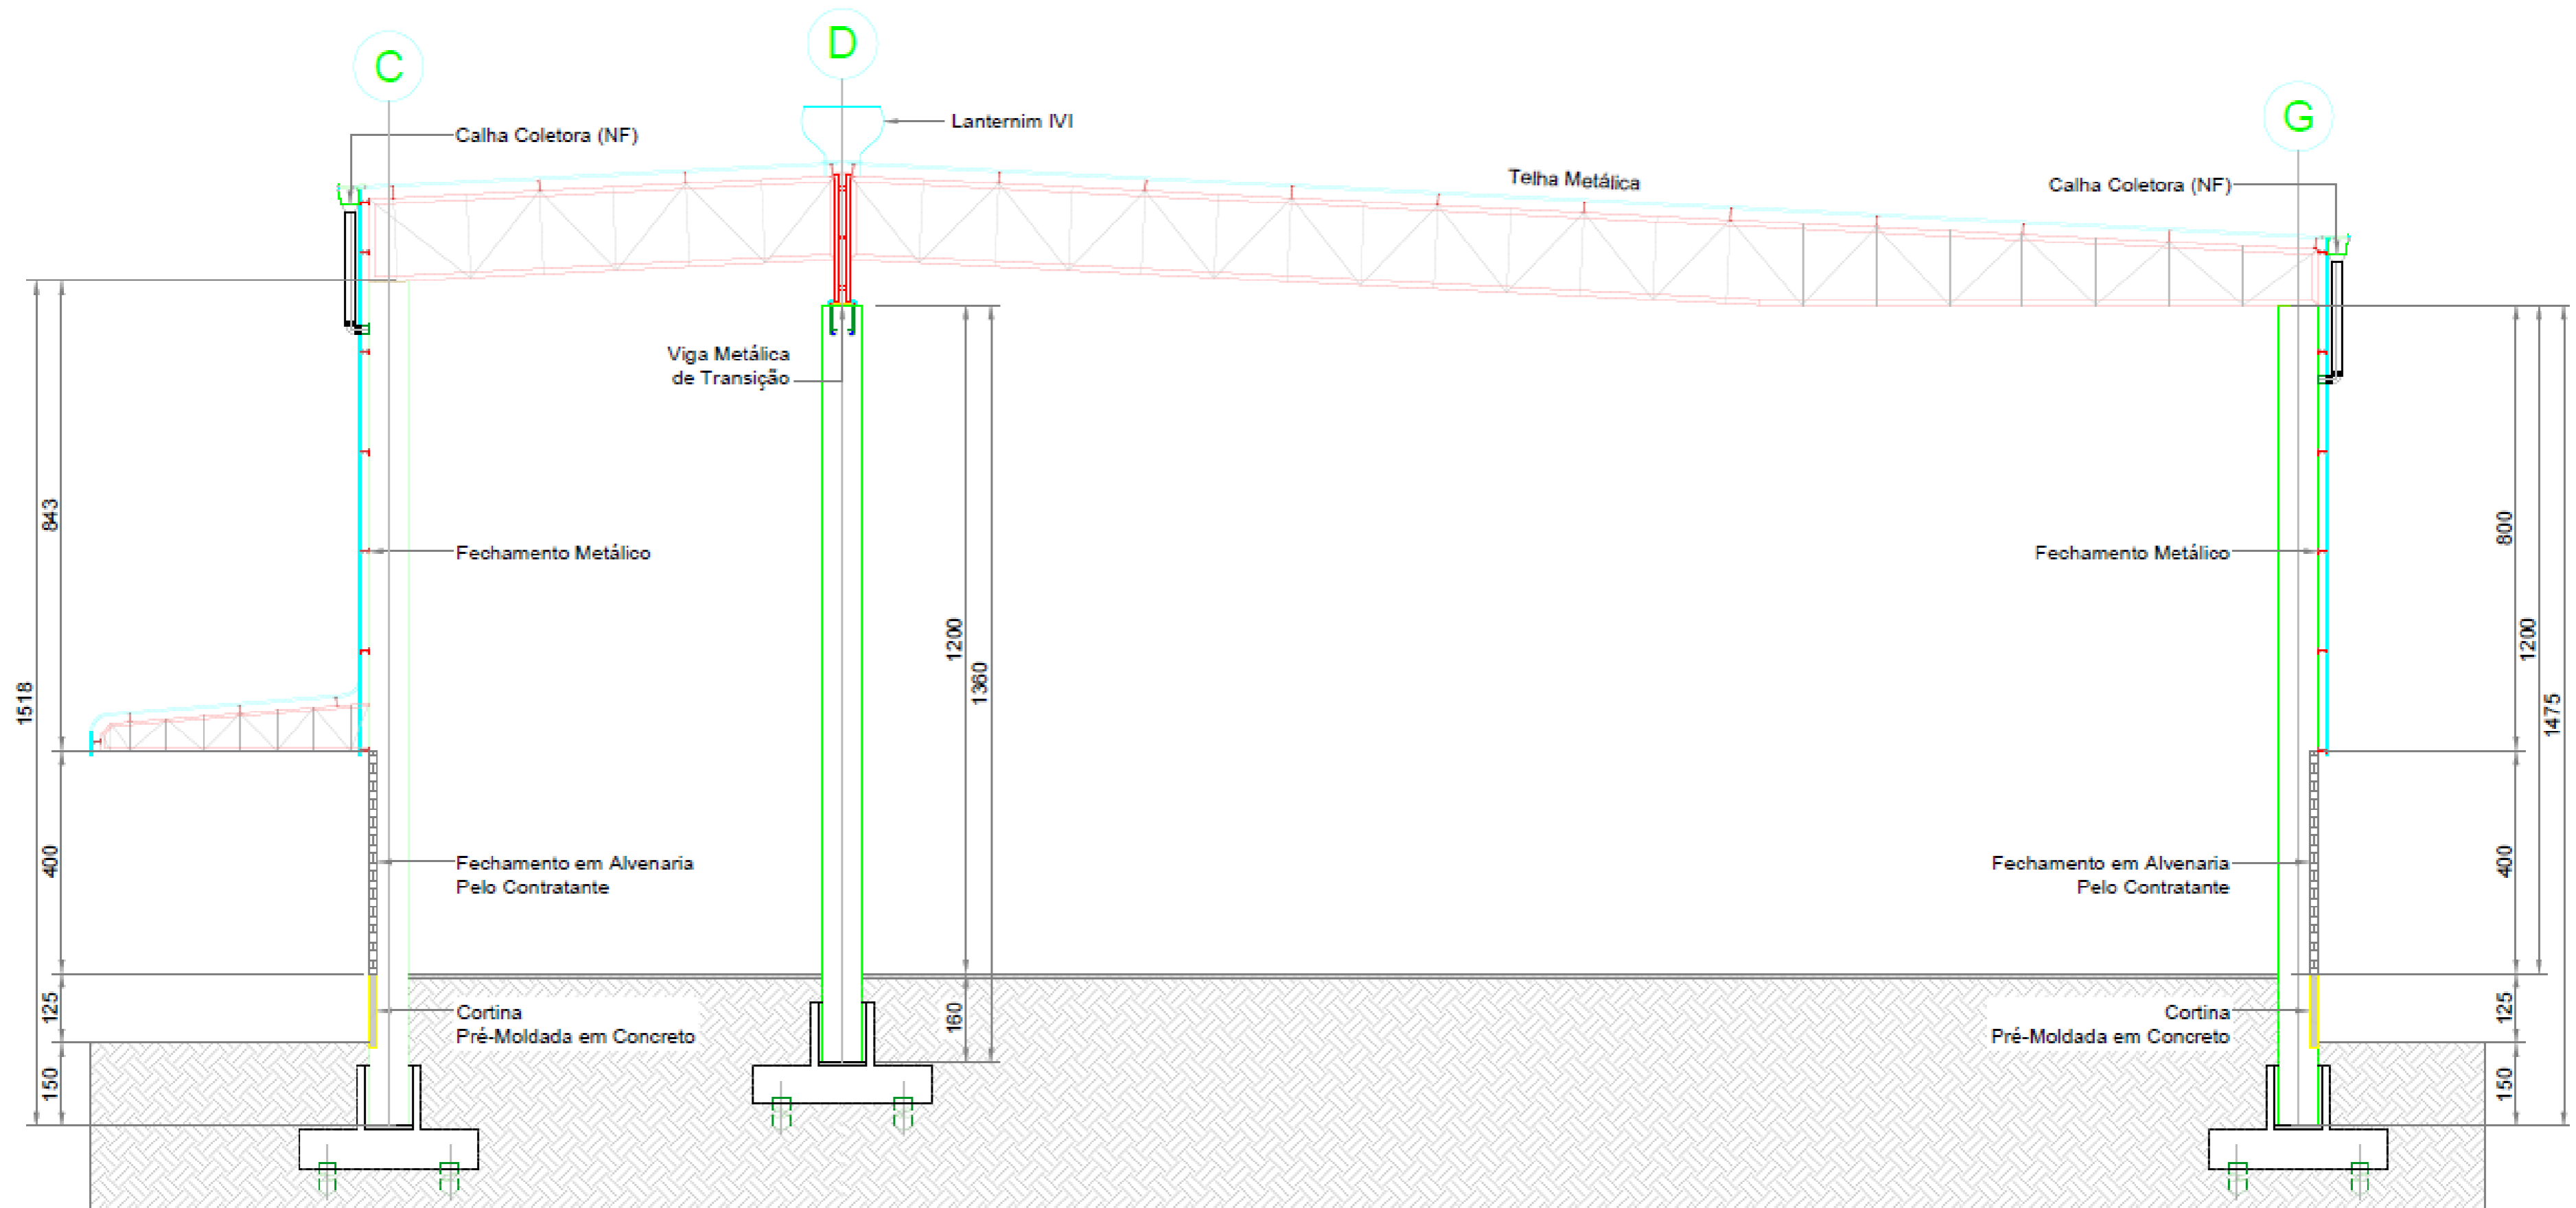 C
D
G
Calha Coletora (NF)
Lanternim IVI
Telha Metálica
Calha Coletora (NF)
Viga Metálica
de Transição
843
1518
400
125
150
Fechamento Metálico
1200
1360
160
Fechamento Metálico
800
1200
1475
400
125
150
Fechamento em Alvenaria
Pelo Contratante
Fechamento em Alvenaria
Pelo Contratante
Cortina
Pré-Moldada em Concreto
Cortina
Pré-Moldada em Concreto